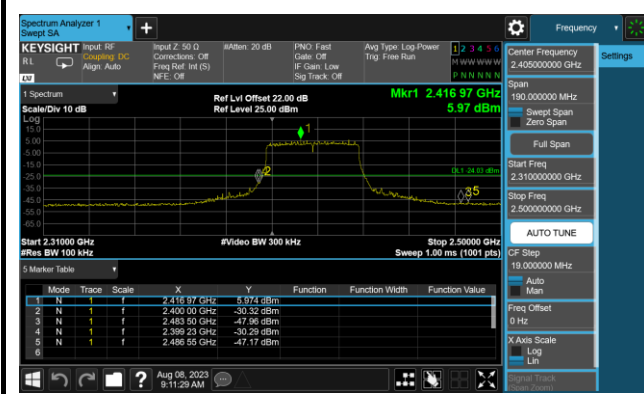 Spectrum Analyzer 1
Swept SA
+
Frequency
KEYSIGHT
Input: RF
Coupling: DC
Align: Auto
RL
LXI
Input Z: 50 Ω
Corrections: Off
Freq Ref: Int (S)
NFE: Off
#Atten: 20 dB
PNO: Fast
Gate: Off
IF Gain: Low
Sig Track: Off
Avg Type: Log-Power
Trig: Free Run
1 2 3 4 5 6
M W W W W W
P N N N N N
1 Spectrum
Scale/Div 10 dB
Log
Ref Lvl Offset 22.00 dB
Ref Level 25.00 dBm
Mkr1 2.416 97 GHz
5.97 dBm
15.0
5.00
-5.00
-15.0
-25.0
-35.0
-45.0
-55.0
-65.0
1
2
3
5
DL1 -24.03 dBm
Start 2.31000 GHz
#Res BW 100 kHz
#Video BW 300 kHz
Stop 2.50000 GHz
Sweep 1.00 ms (1001 pts)
5 Marker Table
Mode Trace Scale X Y Function Function Width Function Value
1 N 1 f 2.416 97 GHz 5.974 dBm
2 N 1 f 2.400 00 GHz -30.32 dBm
3 N 1 f 2.483 50 GHz -47.96 dBm
4 N 1 f 2.399 23 GHz -30.29 dBm
5 N 1 f 2.486 55 GHz -47.17 dBm
6
?
Aug 08, 2023
9:11:29 AM
Center Frequency
2.405000000 GHz
Span
190.000000 MHz
Swept Span
Zero Span
Full Span
Start Freq
2.310000000 GHz
Stop Freq
2.500000000 GHz
AUTO TUNE
CF Step
19.000000 MHz
Auto
Man
Freq Offset
0 Hz
X Axis Scale
Log
Lin
Signal Track
(Span Zoom)
Settings